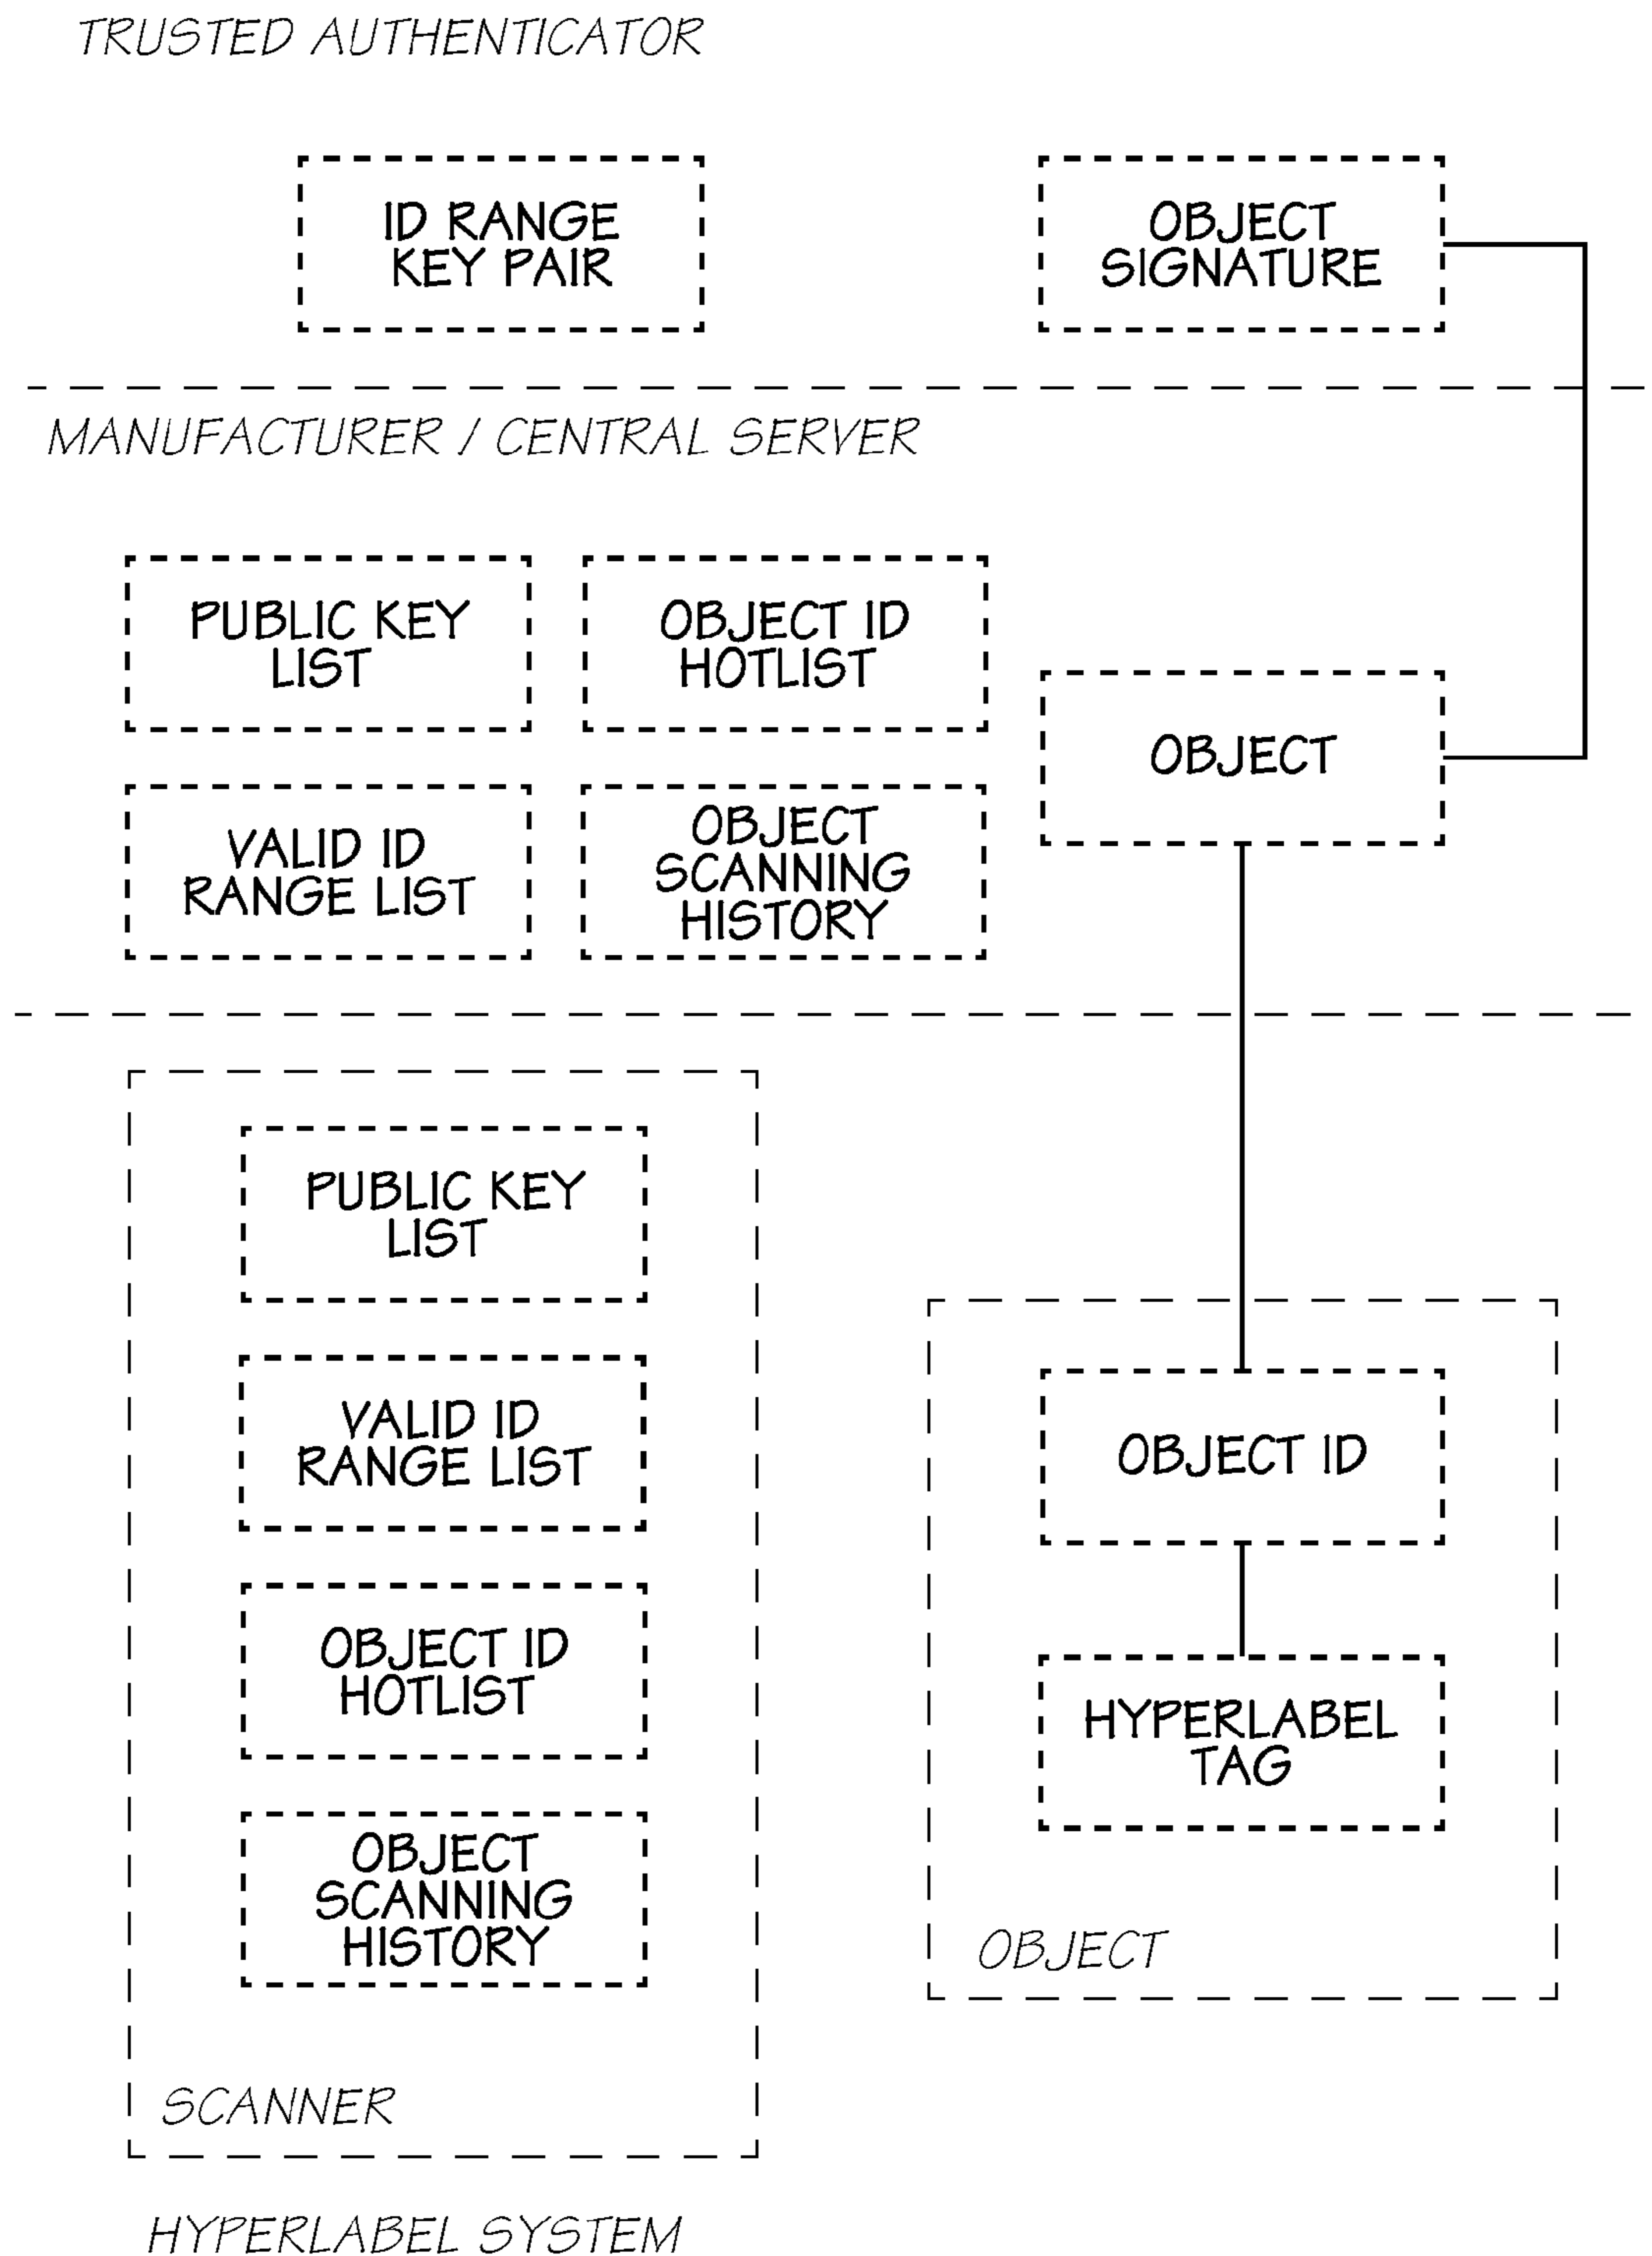 TRUSTED AUTHENTICATOR
ID RANGE
KEY PAIR
OBJECT
SIGNATURE
MANUFACTURER / CENTRAL SERVER
PUBLIC KEY
LIST
OBJECT ID
HOTLIST
OBJECT
VALID ID
RANGE LIST
OBJECT
SCANNING
HISTORY
PUBLIC KEY
LIST
VALID ID
RANGE LIST
OBJECT ID
HOTLIST
OBJECT
SCANNING
HISTORY
SCANNER
OBJECT ID
HYPERLABEL
TAG
OBJECT
HYPERLABEL SYSTEM